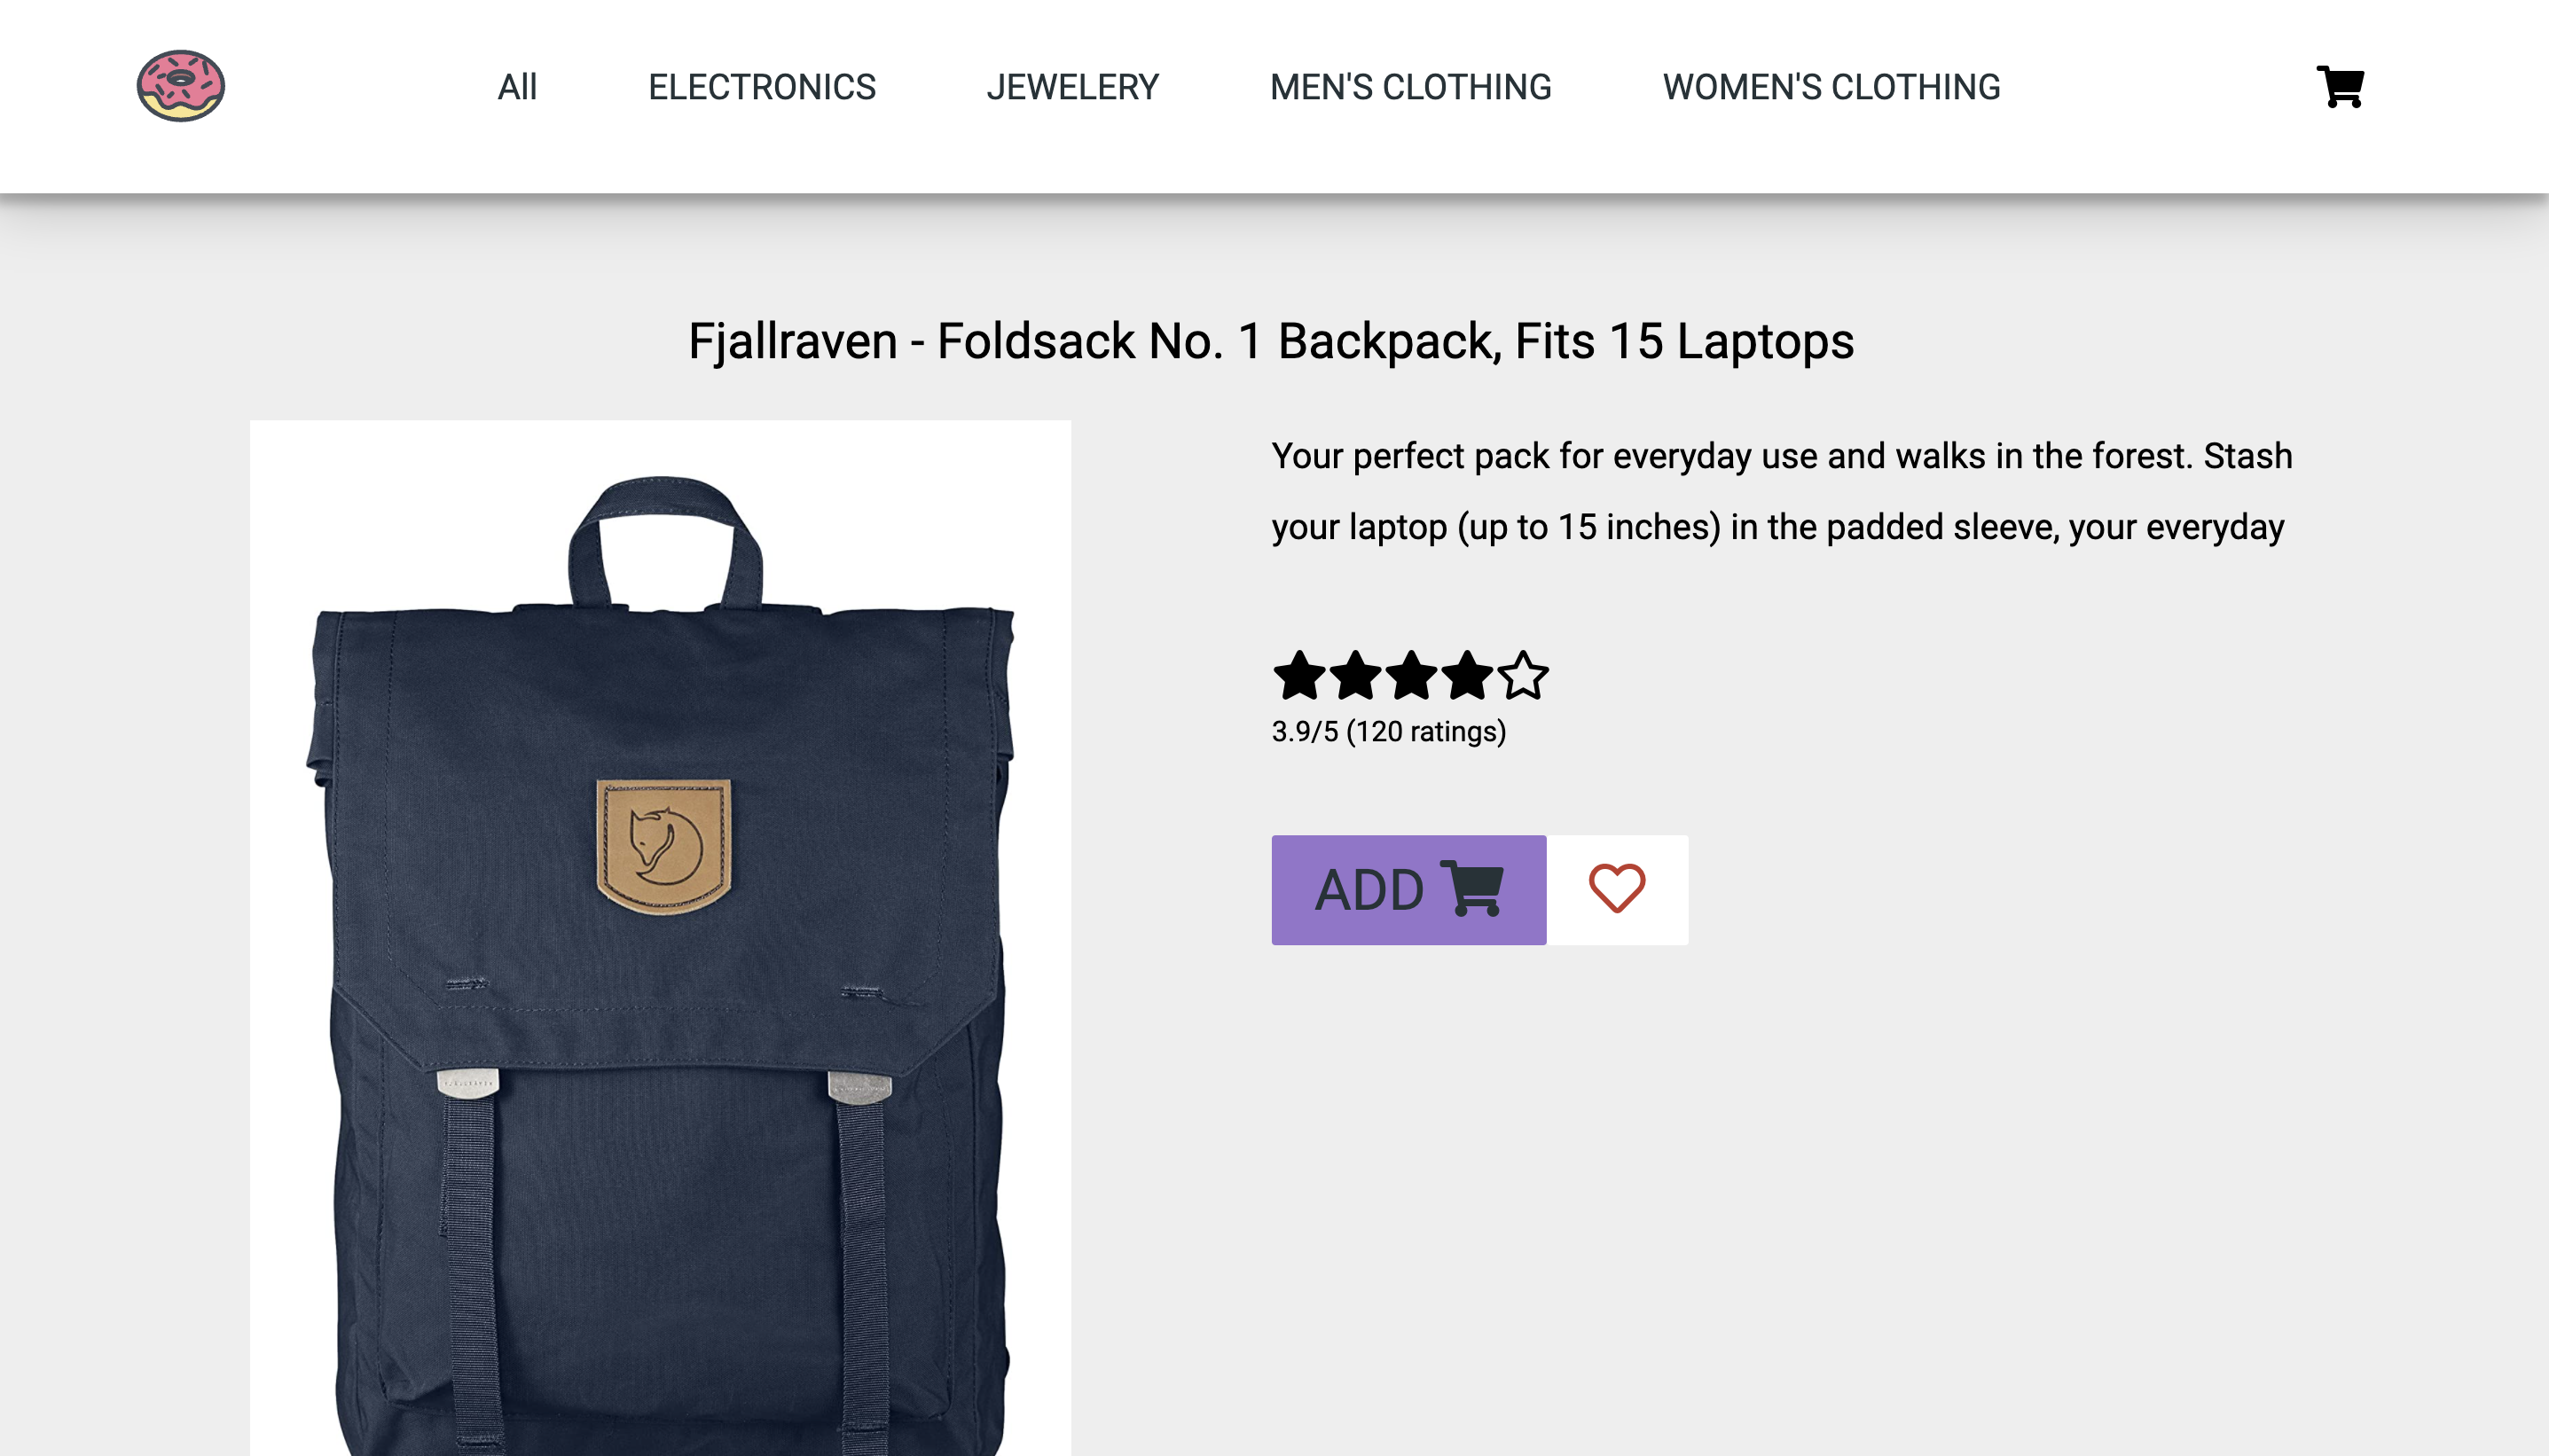 All ELECTRONICS JEWELERY MEN'S CLOTHING WOMEN'S CLOTHING
Fjallraven - Foldsack No. 1 Backpack, Fits 15 Laptops
Your perfect pack for everyday use and walks in the forest. Stash
your laptop (up to 15 inches) in the padded sleeve, your everyday
3.9/5 (120 ratings)
ADD